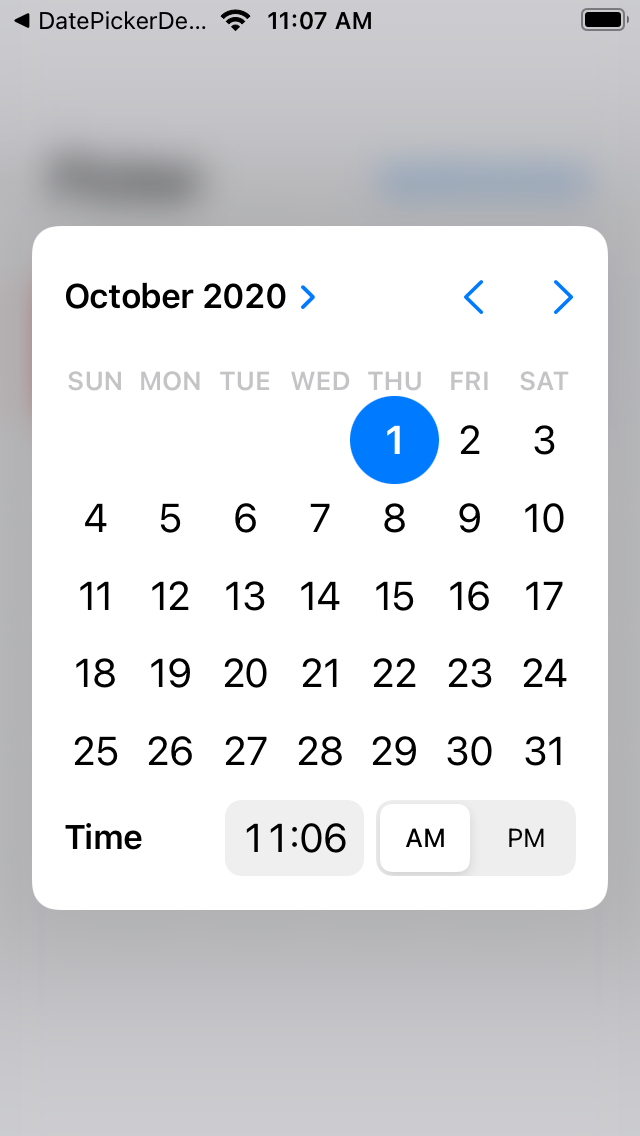 ◀ DatePickerDe... 11:07 AM
October 2020
SUN MON TUE WED THU FRI SAT
1 2 3
4 5 6 7 8 9 10
11 12 13 14 15 16 17
18 19 20 21 22 23 24
25 26 27 28 29 30 31
Time 11:06 AM PM